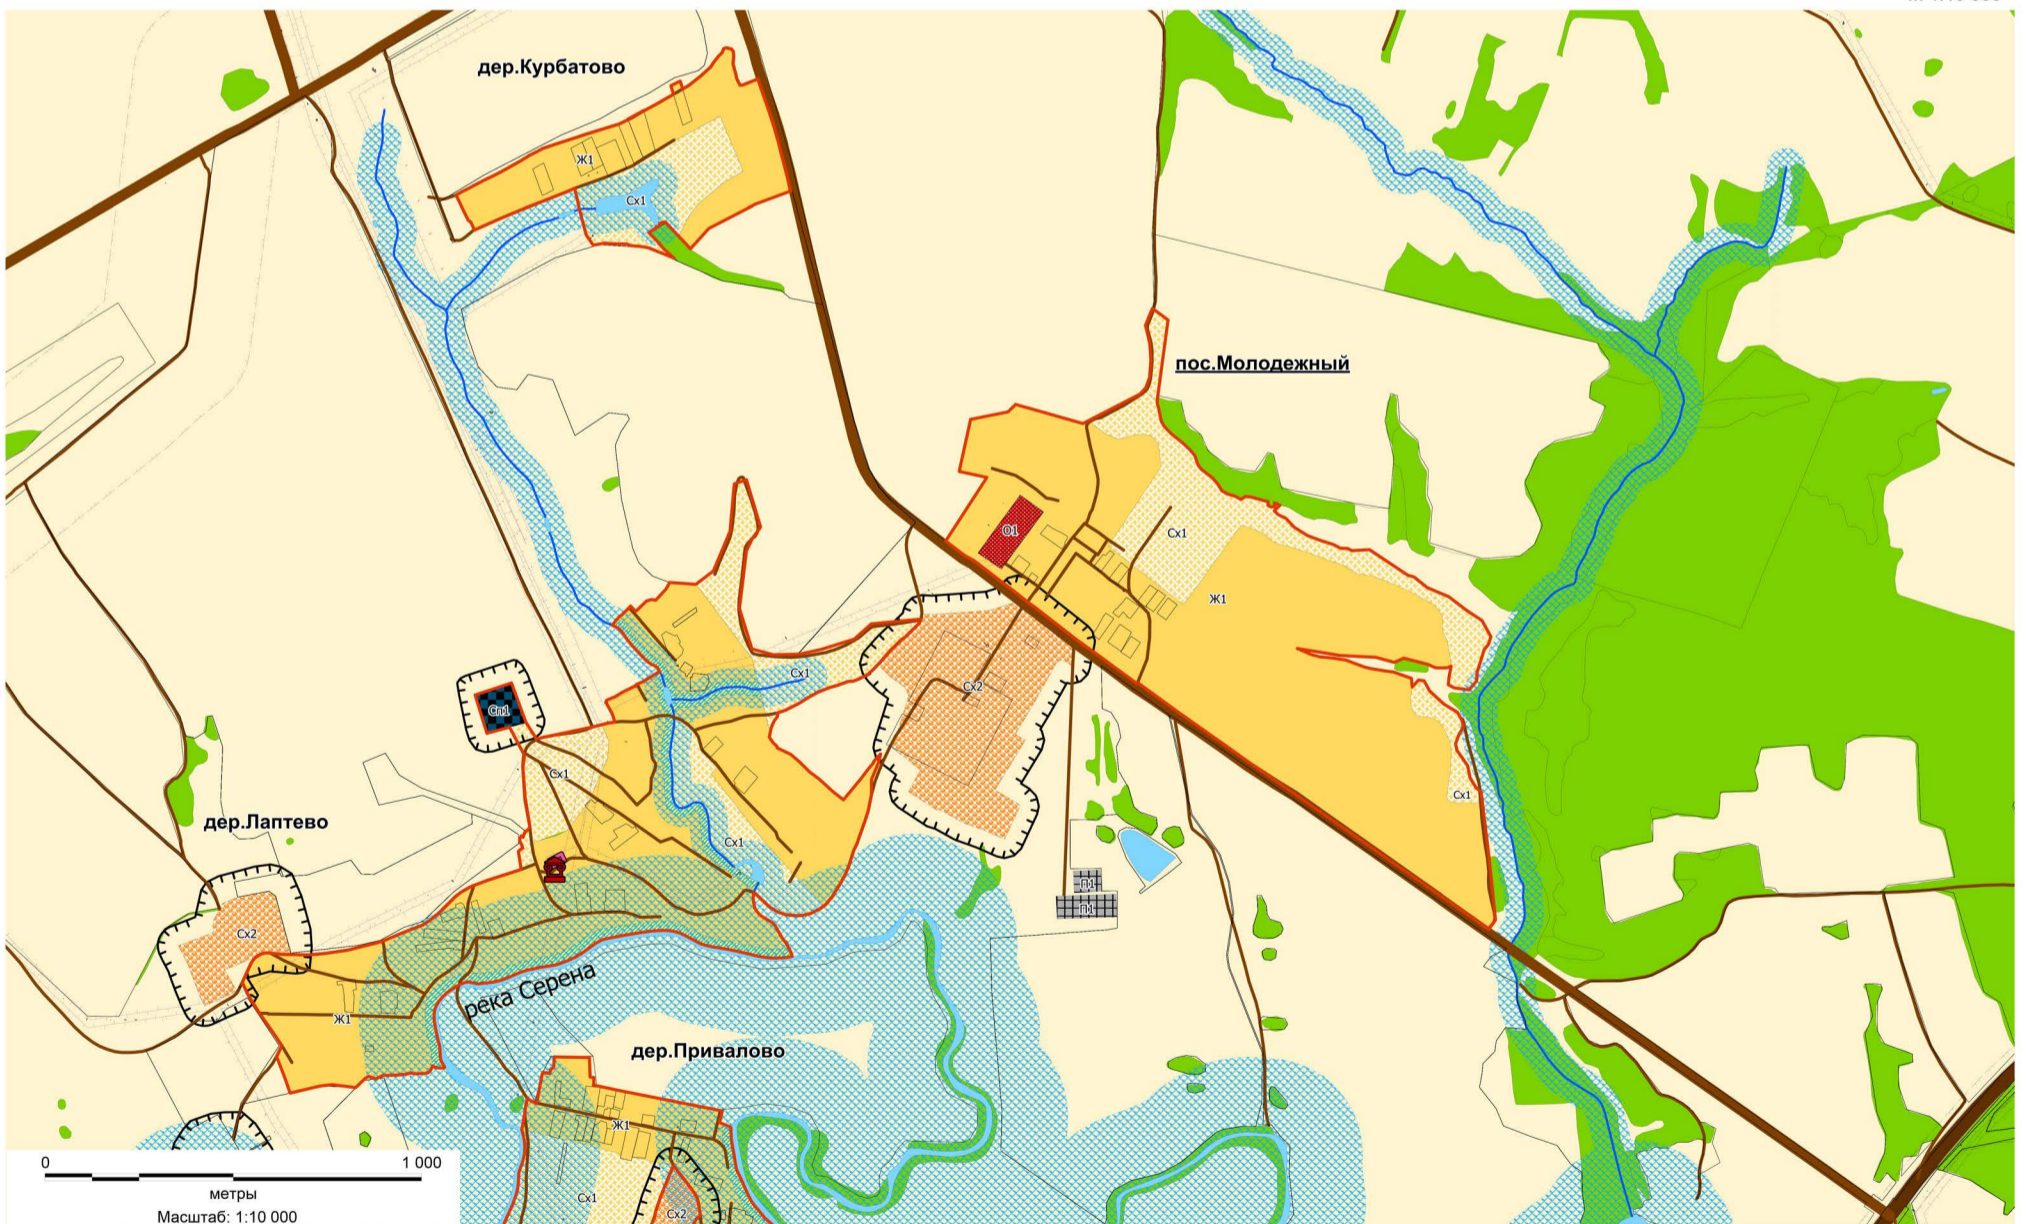 дер.Курбатово
Ж1
Сх1
пос.Молодежный
О1
Сх1
Ж1
Сх1
Сх2
Сп1
Сх1
Сх1
Сх1
дер.Лаптево
П1
П1
Сх2
река Серена
Ж1
дер.Привалово
Ж1
Сх1
Сх2
0 1 000
метры
Масштаб: 1:10 000